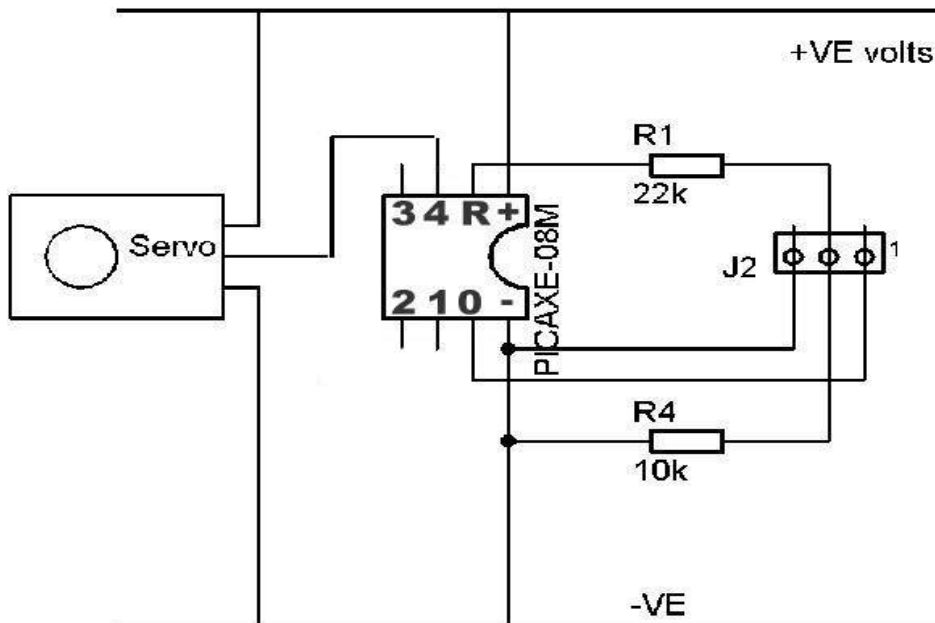 +VE volts
R1
22k
3 4 R +
Servo
PICAXE-08M
J2
1
2 1 0 -
R4
10k
-VE